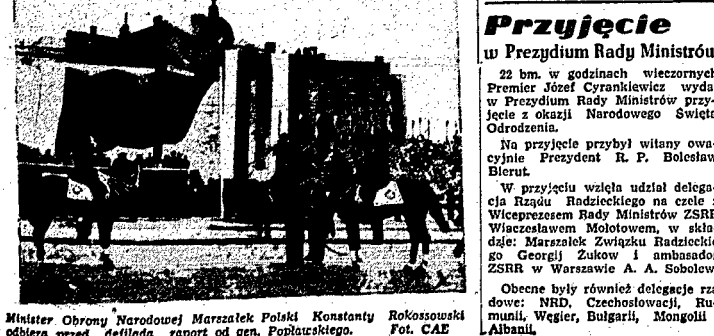 Minister Obrony Narodowej Marszałek Polski Konstanty Rokossowski
odbiera przed defiladą raport od gen. Popławskiego. Fot. CAE
Przyjęcie
w Prezydium Rady Ministrów
22 bm. w godzinach wieczornych
Premier Józef Cyrankiewicz wyda
w Prezydium Rady Ministrów przy-
jęcie z okazji Narodowego Święta
Odrodzenia.
Na przyjęcie przybył witany owa-
cyjnie Prezydent R. P. Bolesław
Bierut.
W przyjęciu wzięła udział delega-
cja Rządu Radzieckiego na czele z
Wiceprezesem Rady Ministrów ZSRR
Wiaczesławem Mołotowem, w skła-
dzie: Marszałek Związku Radzieckie-
go Georgij Żukow i ambasador
ZSRR w Warszawie A. A. Sobolew.
Obecne były również delegacje rzą-
dowe: NRD, Czechosłowacji, Ru-
munii, Węgier, Bułgarii, Mongolii
Albanii,